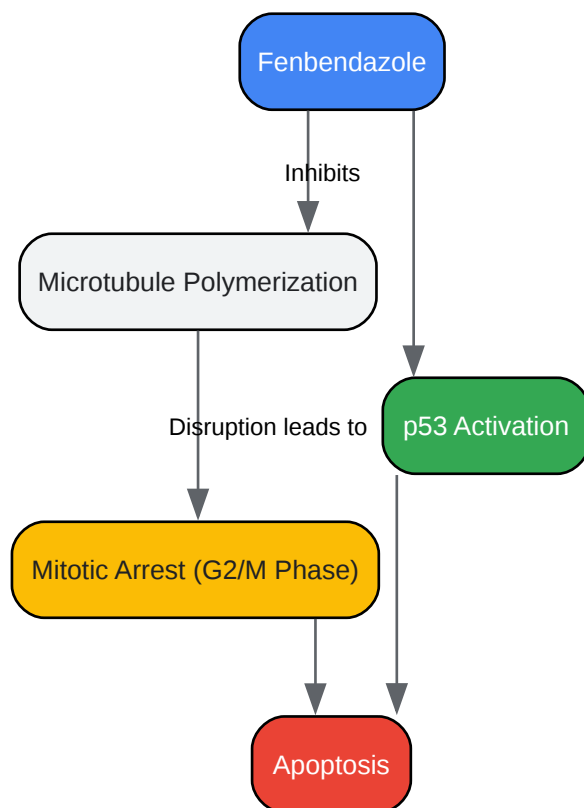 Fenbendazole
Inhibits
Microtubule Polymerization
Disruption leads to
p53 Activation
Mitotic Arrest (G2/M Phase)
Apoptosis